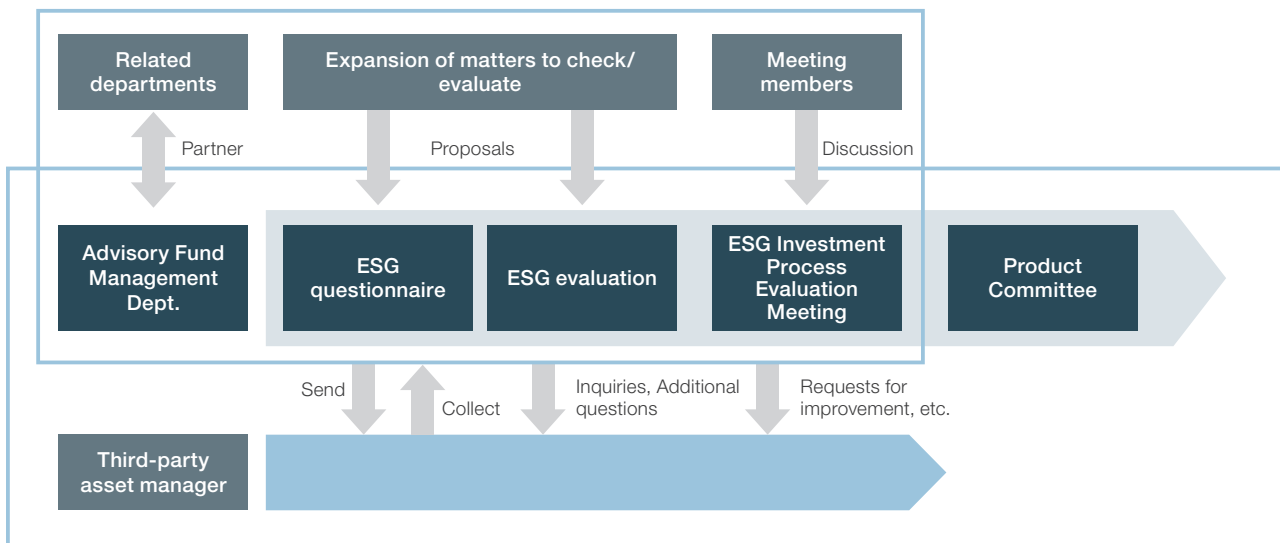 Related
departments
Expansion of matters to check/
evaluate
Meeting
members
Partner
Proposals
Discussion
Advisory Fund
Management
Dept.
ESG
questionnaire
ESG evaluation
ESG Investment
Process
Evaluation
Meeting
Product
Committee
Send
Collect
Inquiries, Additional
questions
Requests for
improvement, etc.
Third-party
asset manager